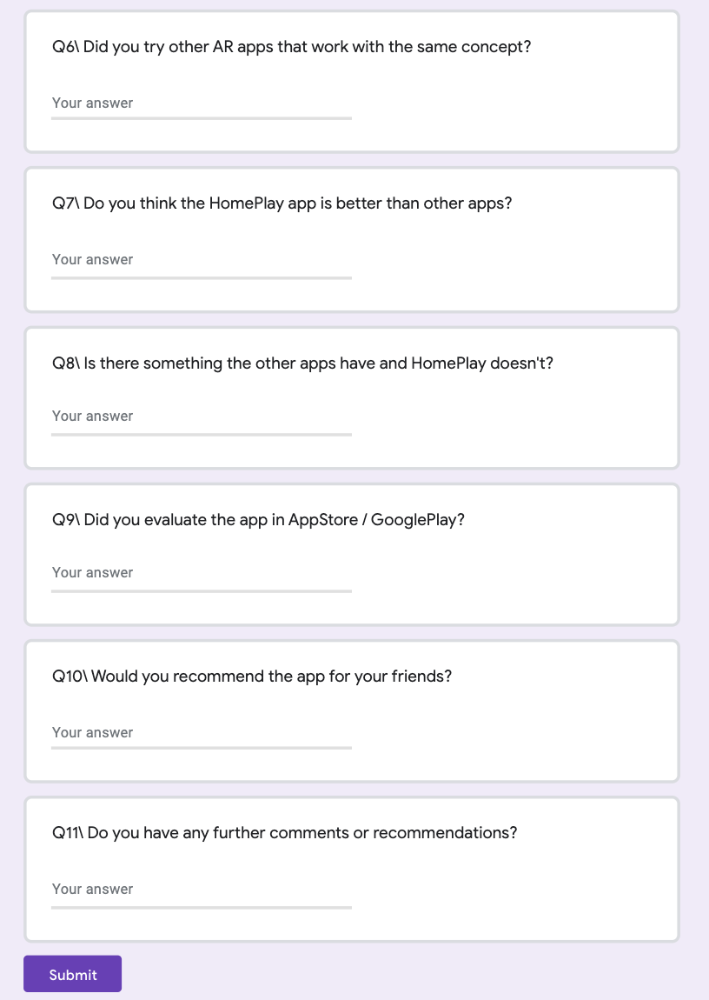 Q6\ Did you try other AR apps that work with the same concept?
Your answer
Q7\ Do you think the HomePlay app is better than other apps?
Your answer
Q8\ Is there something the other apps have and HomePlay doesn't?
Your answer
Q9\ Did you evaluate the app in AppStore / GooglePlay?
Your answer
Q10\ Would you recommend the app for your friends?
Your answer
Q11\ Do you have any further comments or recommendations?
Your answer
Submit